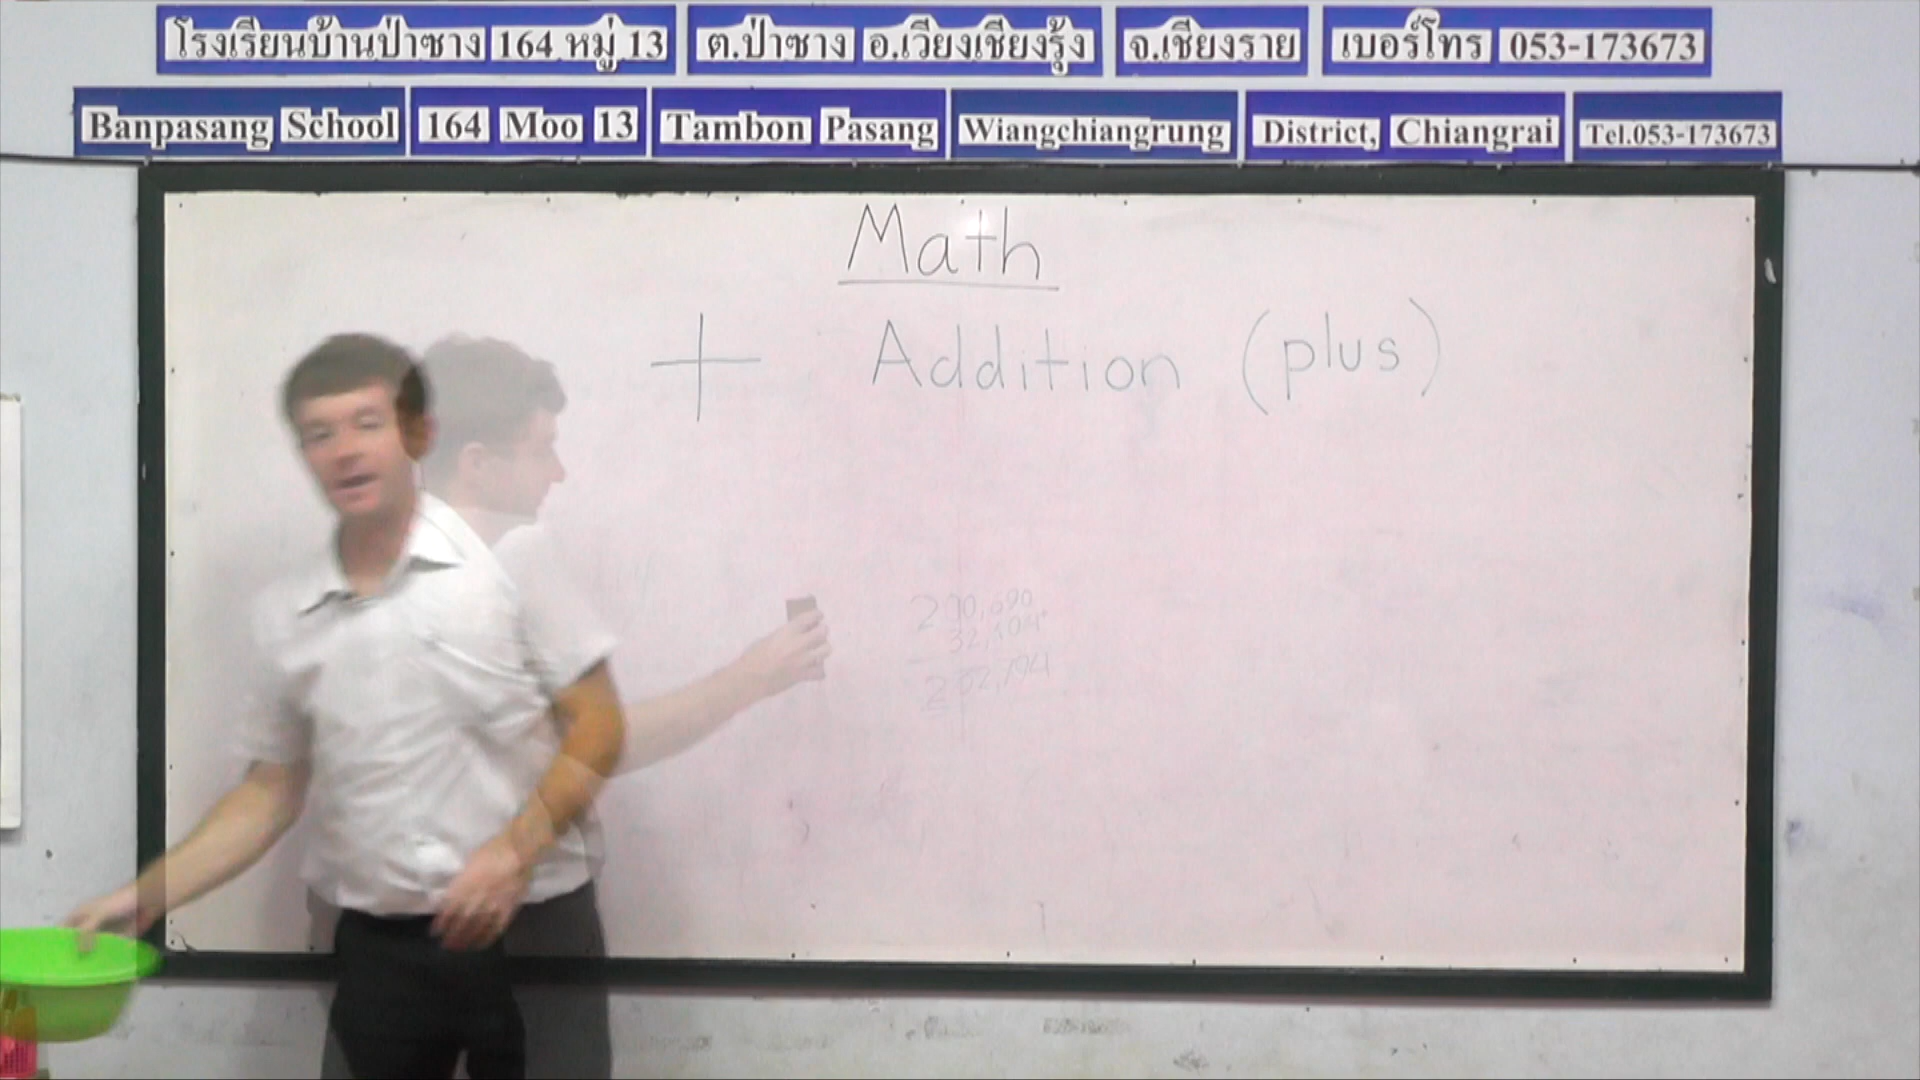 โรงเรียนบ้านป่าซาง 164 หมู่ 13 ต.ป่าซาง อ.เวียงเชียงรุ้ง จ.เชียงราย เบอร์โทร 053-173673
Banpasang School 164 Moo 13 Tambon Pasang Wiangchiangrung District, Chiangrai Tel.053-173673
Math
+ Addition (plus)